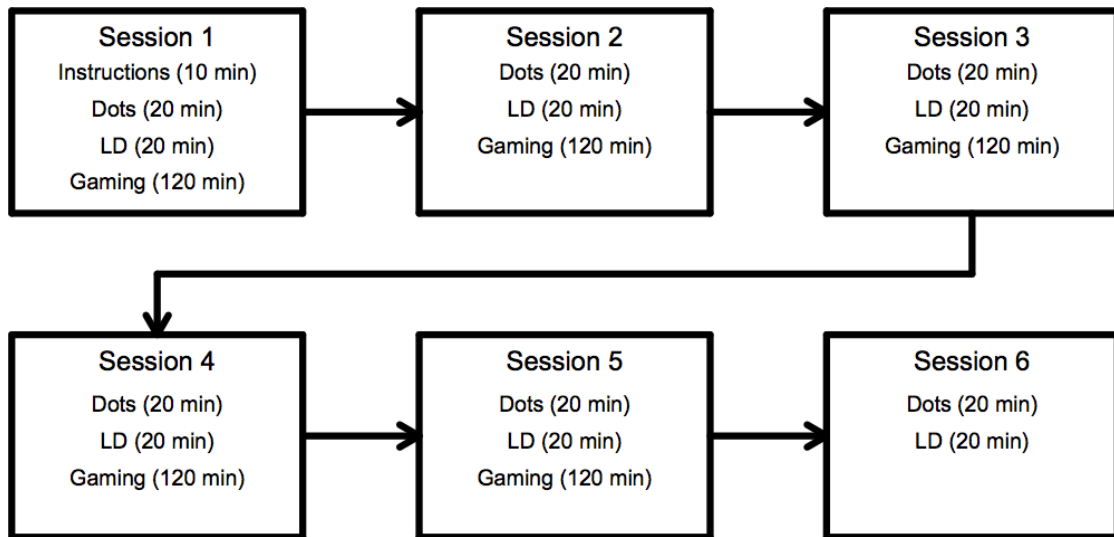 Session 1
Instructions (10 min)
Dots (20 min)
LD (20 min)
Gaming (120 min)
Session 2
Dots (20 min)
LD (20 min)
Gaming (120 min)
Session 3
Dots (20 min)
LD (20 min)
Gaming (120 min)
Session 4
Dots (20 min)
LD (20 min)
Gaming (120 min)
Session 5
Dots (20 min)
LD (20 min)
Gaming (120 min)
Session 6
Dots (20 min)
LD (20 min)